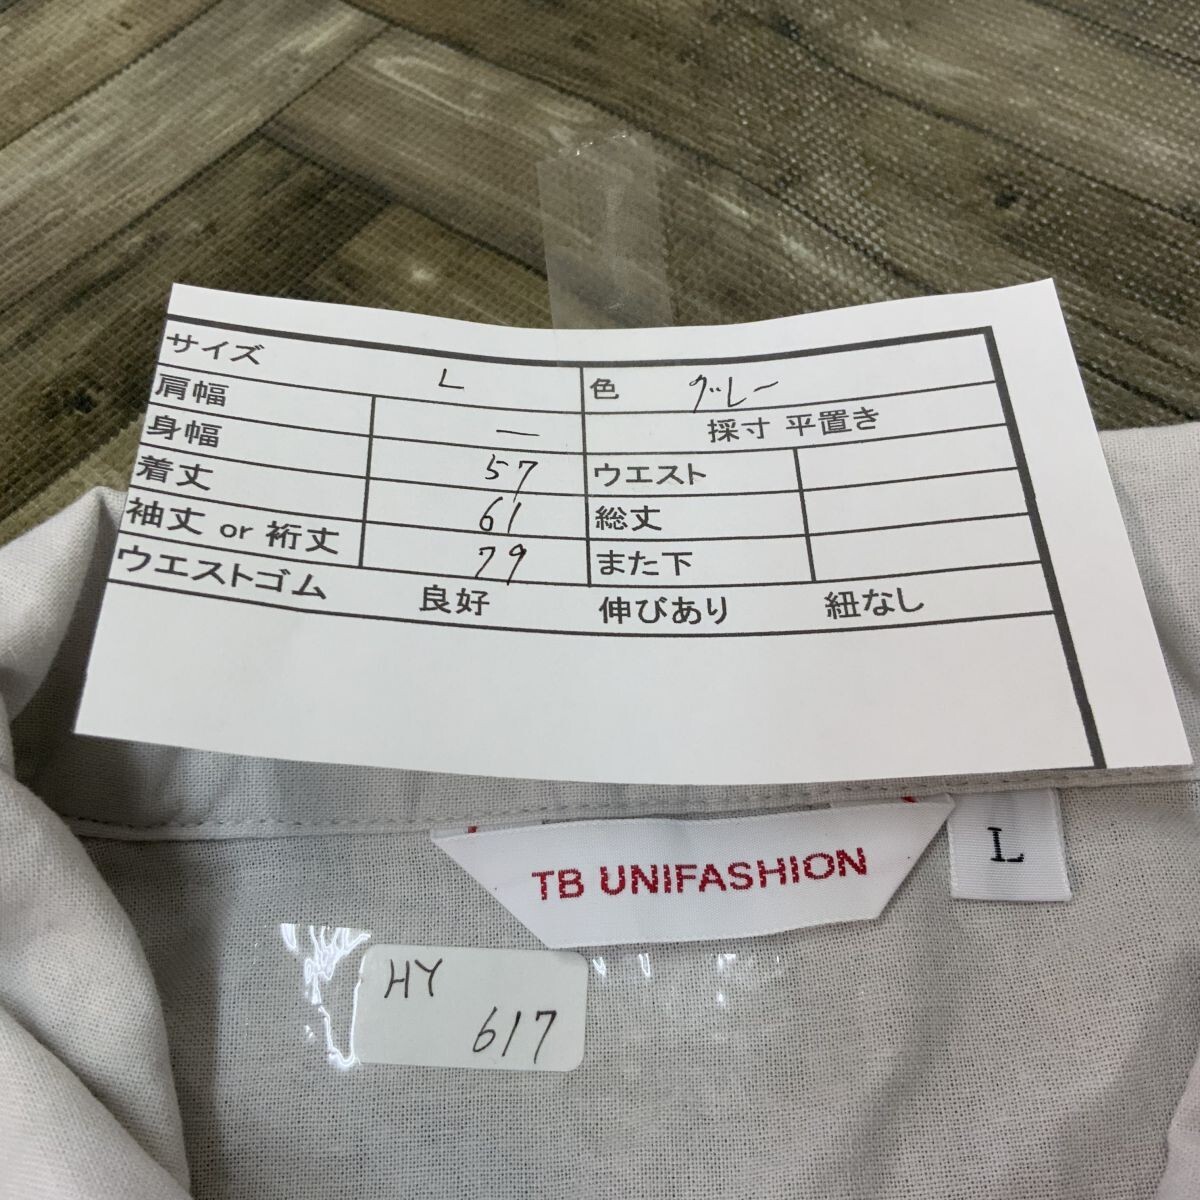 サイズ L 色 グレー
肩幅 — 採寸 平置き
身幅 57 ウエスト
着丈 61 総丈
袖丈 or 裄丈 79 また下
ウエストゴム 良好 伸びあり 紐なし
TB UNIFASHION
L
HY
617